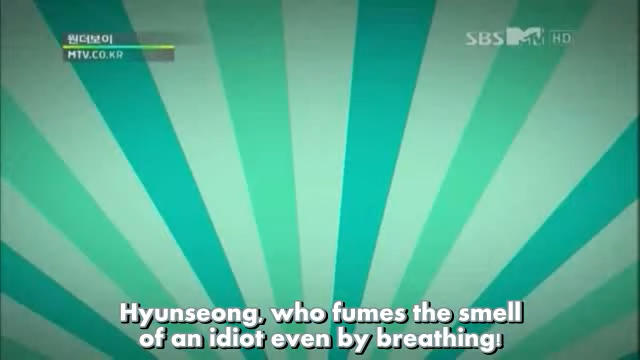 원더보이
MTV.CO.KR
SBS MTV HD
Hyunseong, who fumes the smell
of an idiot even by breathing!